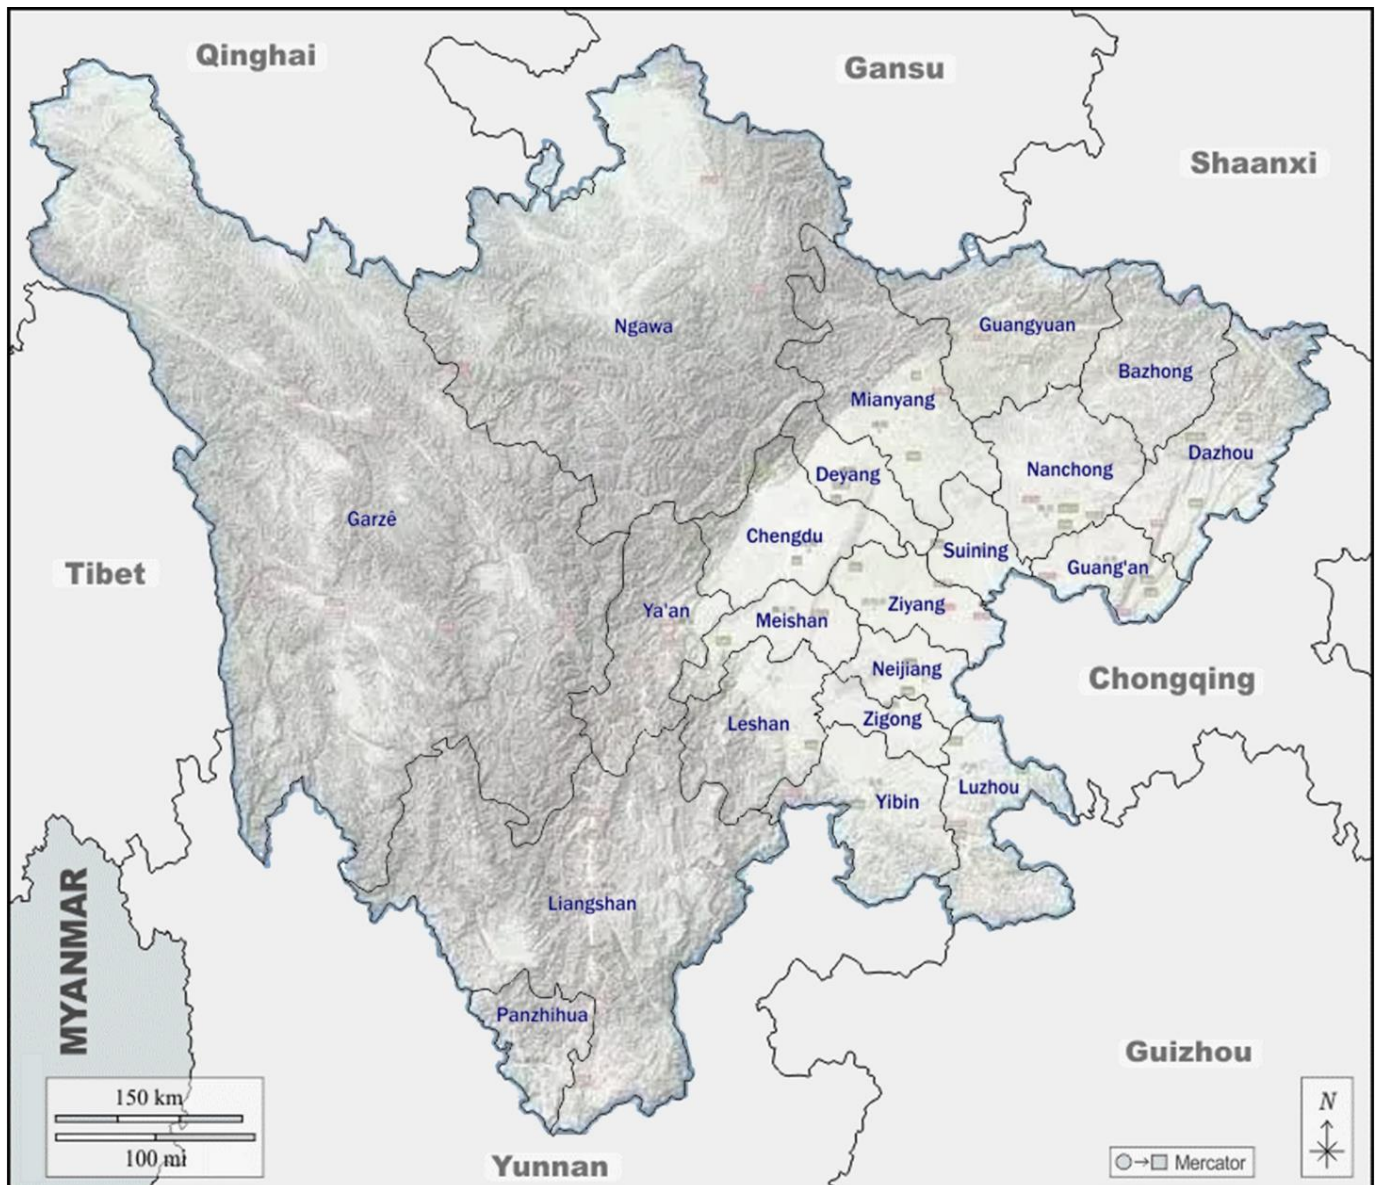 Qinghai
Gansu
Shaanxi
Ngawa
Guangyuan
Bazhong
Mianyang
Dazhou
Nanchong
Deyang
Garzê
Chengdu
Suining
Guang'an
Tibet
Ya'an
Ziyang
Meishan
Neijiang
Chongqing
Leshan
Zigong
Luzhou
Yibin
Liangshan
MYANMAR
Panzhihua
Guizhou
150 km
100 mi
Yunnan
N
Mercator